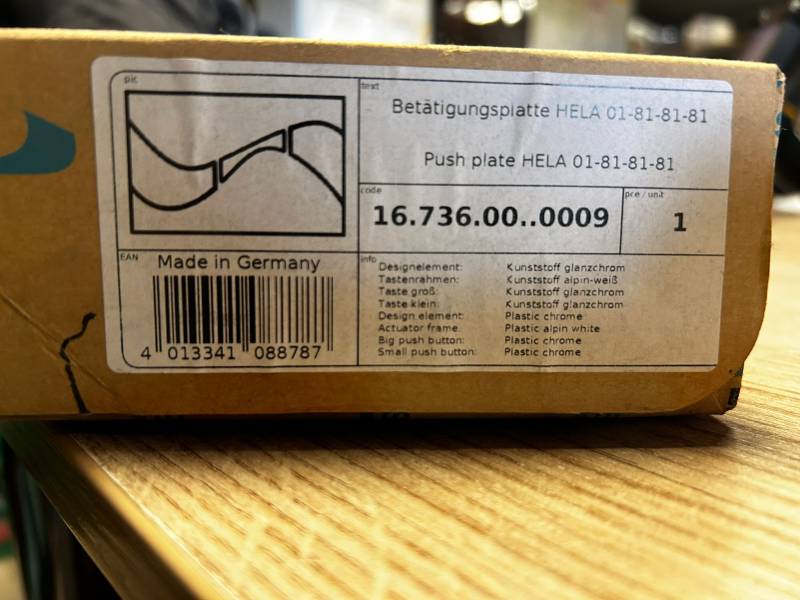 pic
text
Betätigungsplatte HELA 01-81-81-81
Push plate HELA 01-81-81-81
code
16.736.00..0009
pce / unit
1
EAN
Made in Germany
4 013341 088787
info
Designelement: Kunststoff glanzchrom
Tastenrahmen: Kunststoff alpin-weiß
Taste groß: Kunststoff glanzchrom
Taste klein: Kunststoff glanzchrom
Design element: Plastic chrome
Actuator frame: Plastic alpin white
Big push button: Plastic chrome
Small push button: Plastic chrome